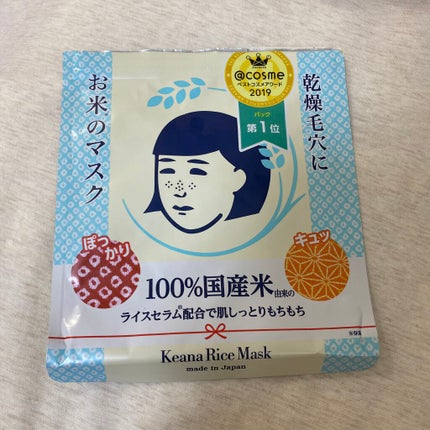 @cosme
ベストコスメアワード
2019
パック
第1位
乾燥毛穴に
お米のマスク
ぽっかり
キュッ
100%国産米由来の
ライスセラム配合で肌しっとりもちもち
Keana Rice Mask
made in Japan